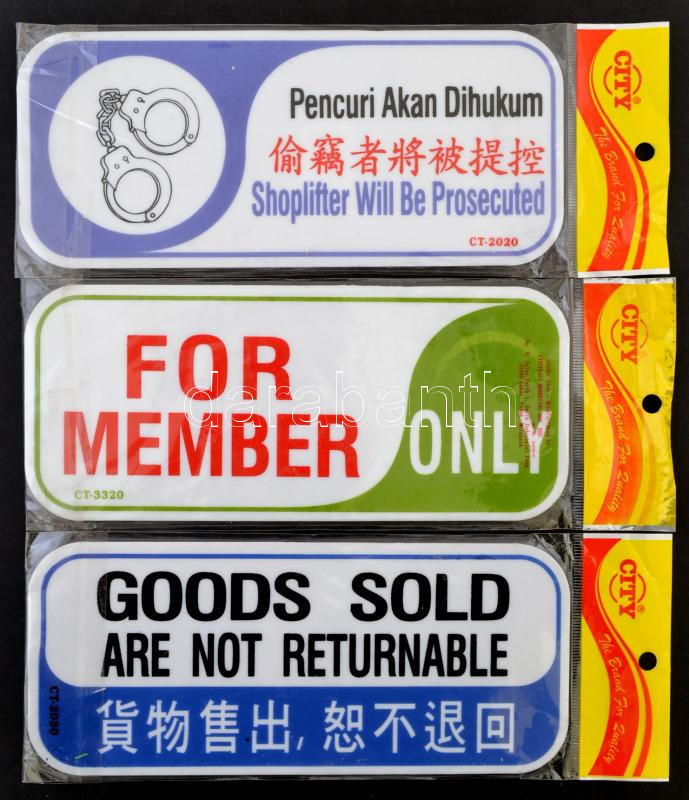 Pencuri Akan Dihukum
偷竊者將被提控
Shoplifter Will Be Prosecuted
CT-2020
CITY
The Brand For Quality
FOR
MEMBER
ONLY
CT-3320
CITY
The Brand For Quality
darabanth
GOODS SOLD
ARE NOT RETURNABLE
貨物售出, 恕不退回
CT-2030
CITY
The Brand For Quality